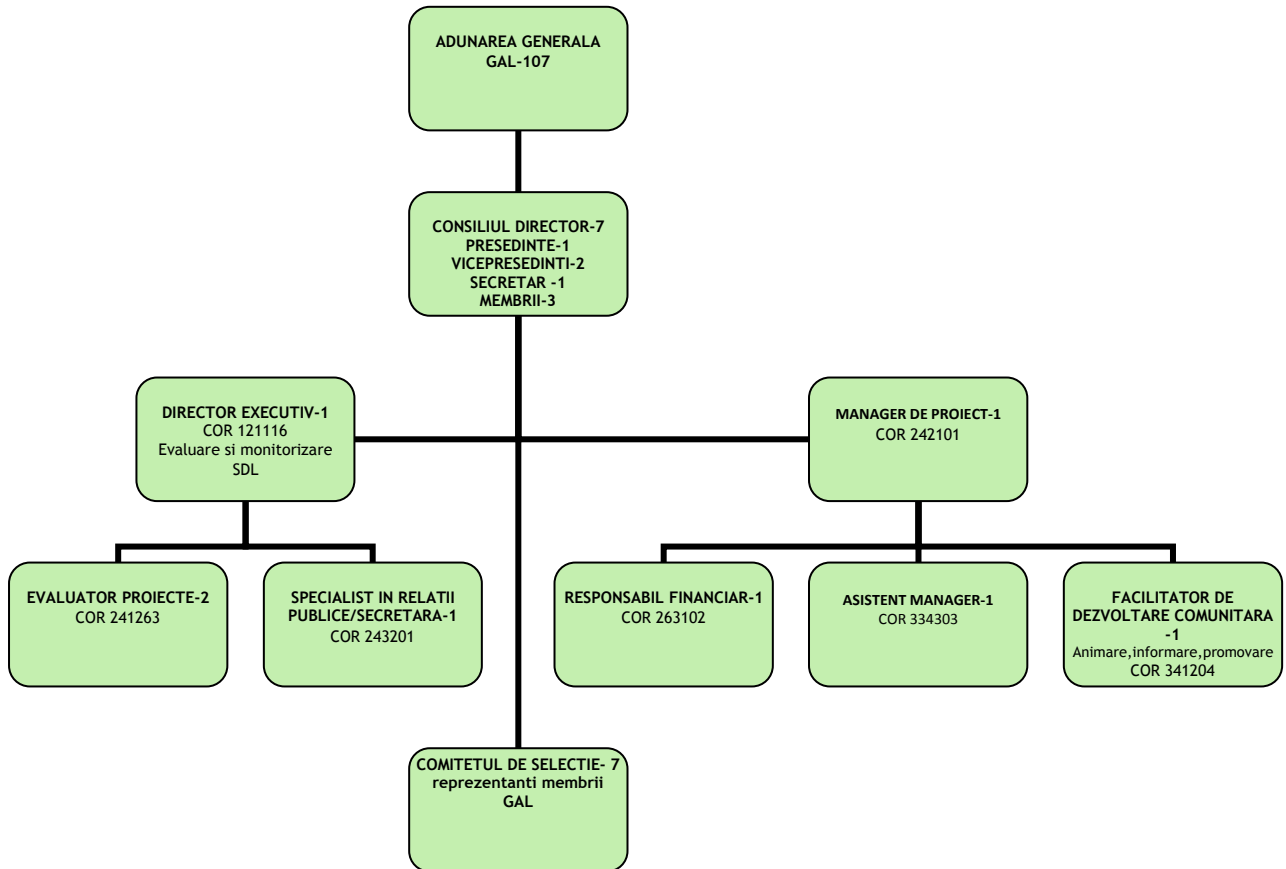 ADUNAREA GENERALA
GAL-107
CONSILIUL DIRECTOR-7
PRESEDINTE-1
VICEPRESEDINTI-2
SECRETAR -1
MEMBRII-3
DIRECTOR EXECUTIV-1
COR 121116
Evaluare si monitorizare
SDL
MANAGER DE PROIECT-1
COR 242101
EVALUATOR PROIECTE-2
COR 241263
SPECIALIST IN RELATII
PUBLICE/SECRETARA-1
COR 243201
RESPONSABIL FINANCIAR-1
COR 263102
ASISTENT MANAGER-1
COR 334303
FACILITATOR DE
DEZVOLTARE COMUNITARA
-1
Animare,informare,promovare
COR 341204
COMITETUL DE SELECTIE- 7
reprezentanti membrii
GAL